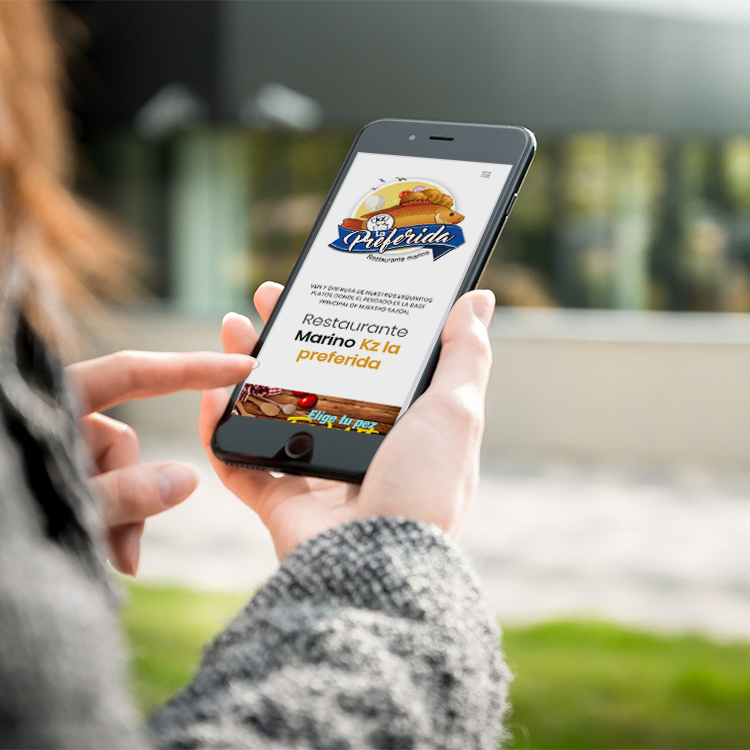 La
Preferida
Restaurante marino
VEN Y DISFRUTA DE NUESTROS EXQUISITOS
PLATOS DONDE EL PESCADO ES LA BASE
PRINCIPAL DE NUESTRO SAZÓN.
Restaurante
Marino Kz la
preferida
Elige tu pez